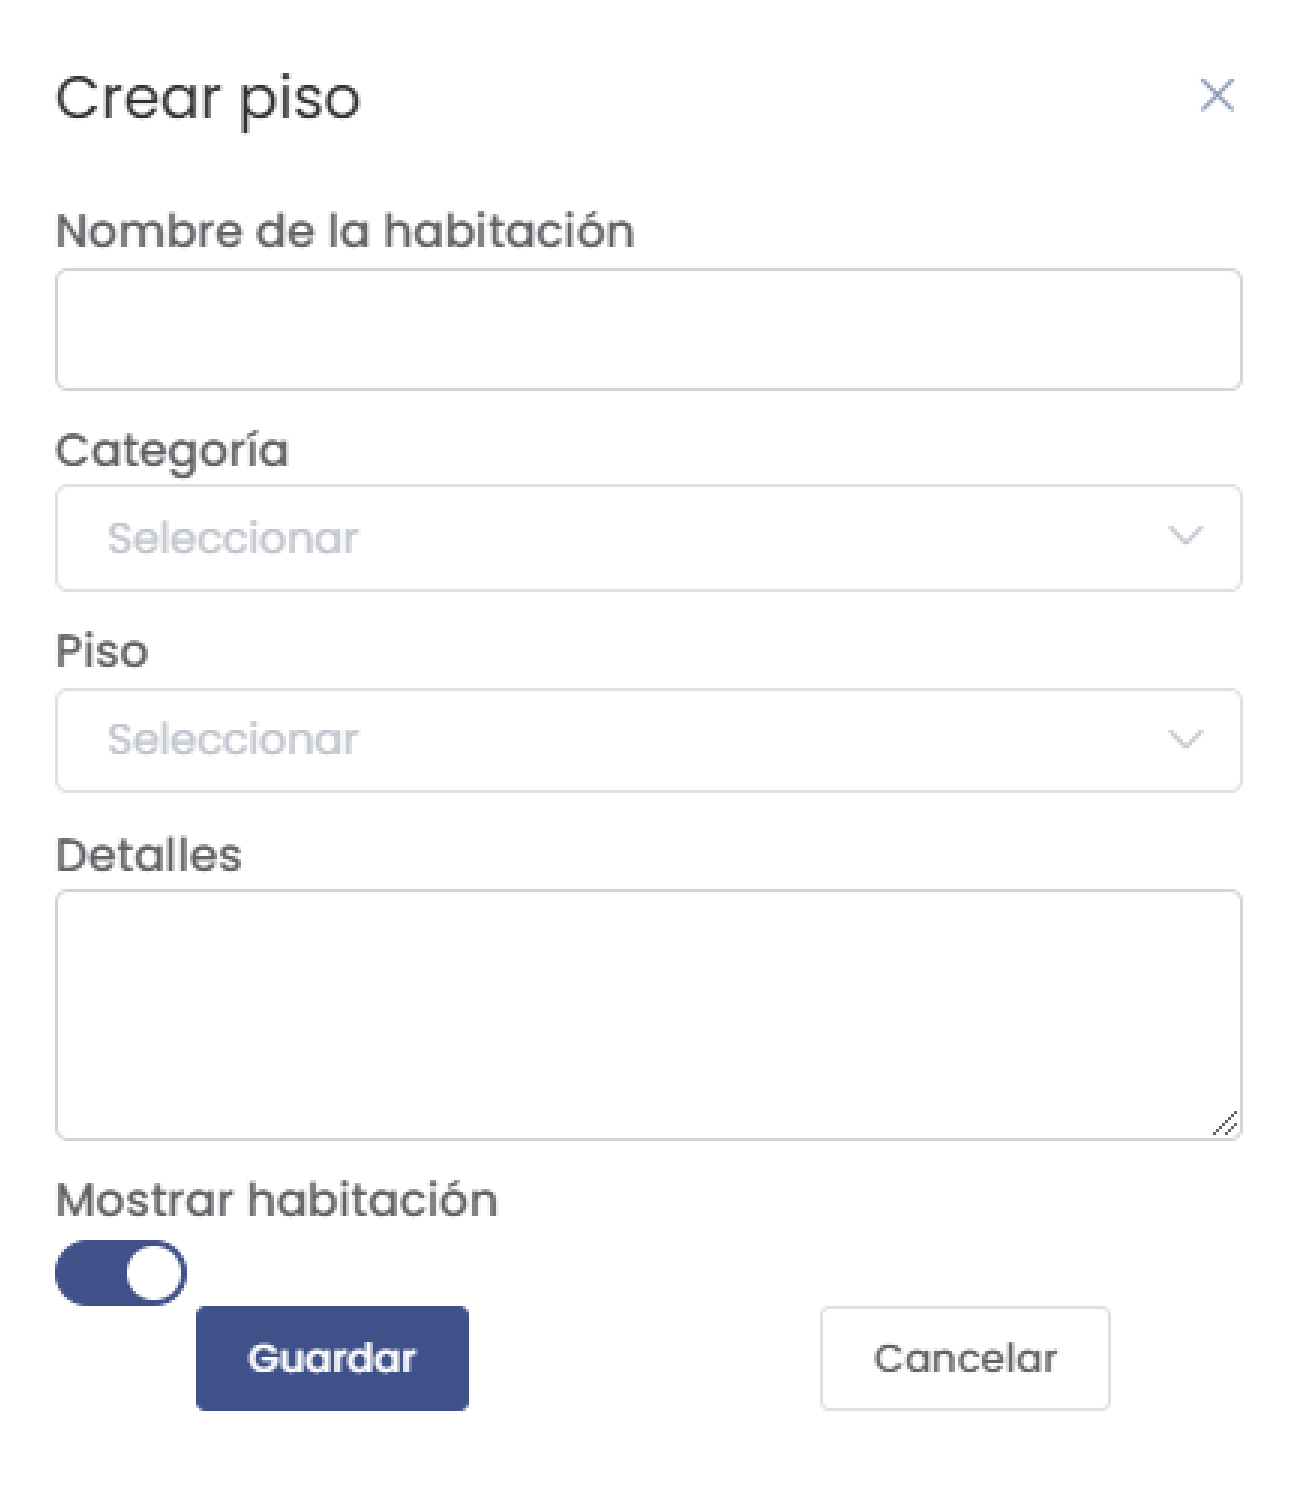 Crear piso
Nombre de la habitación
Categoría
Seleccionar
Piso
Seleccionar
Detalles
Mostrar habitación
Guardar
Cancelar